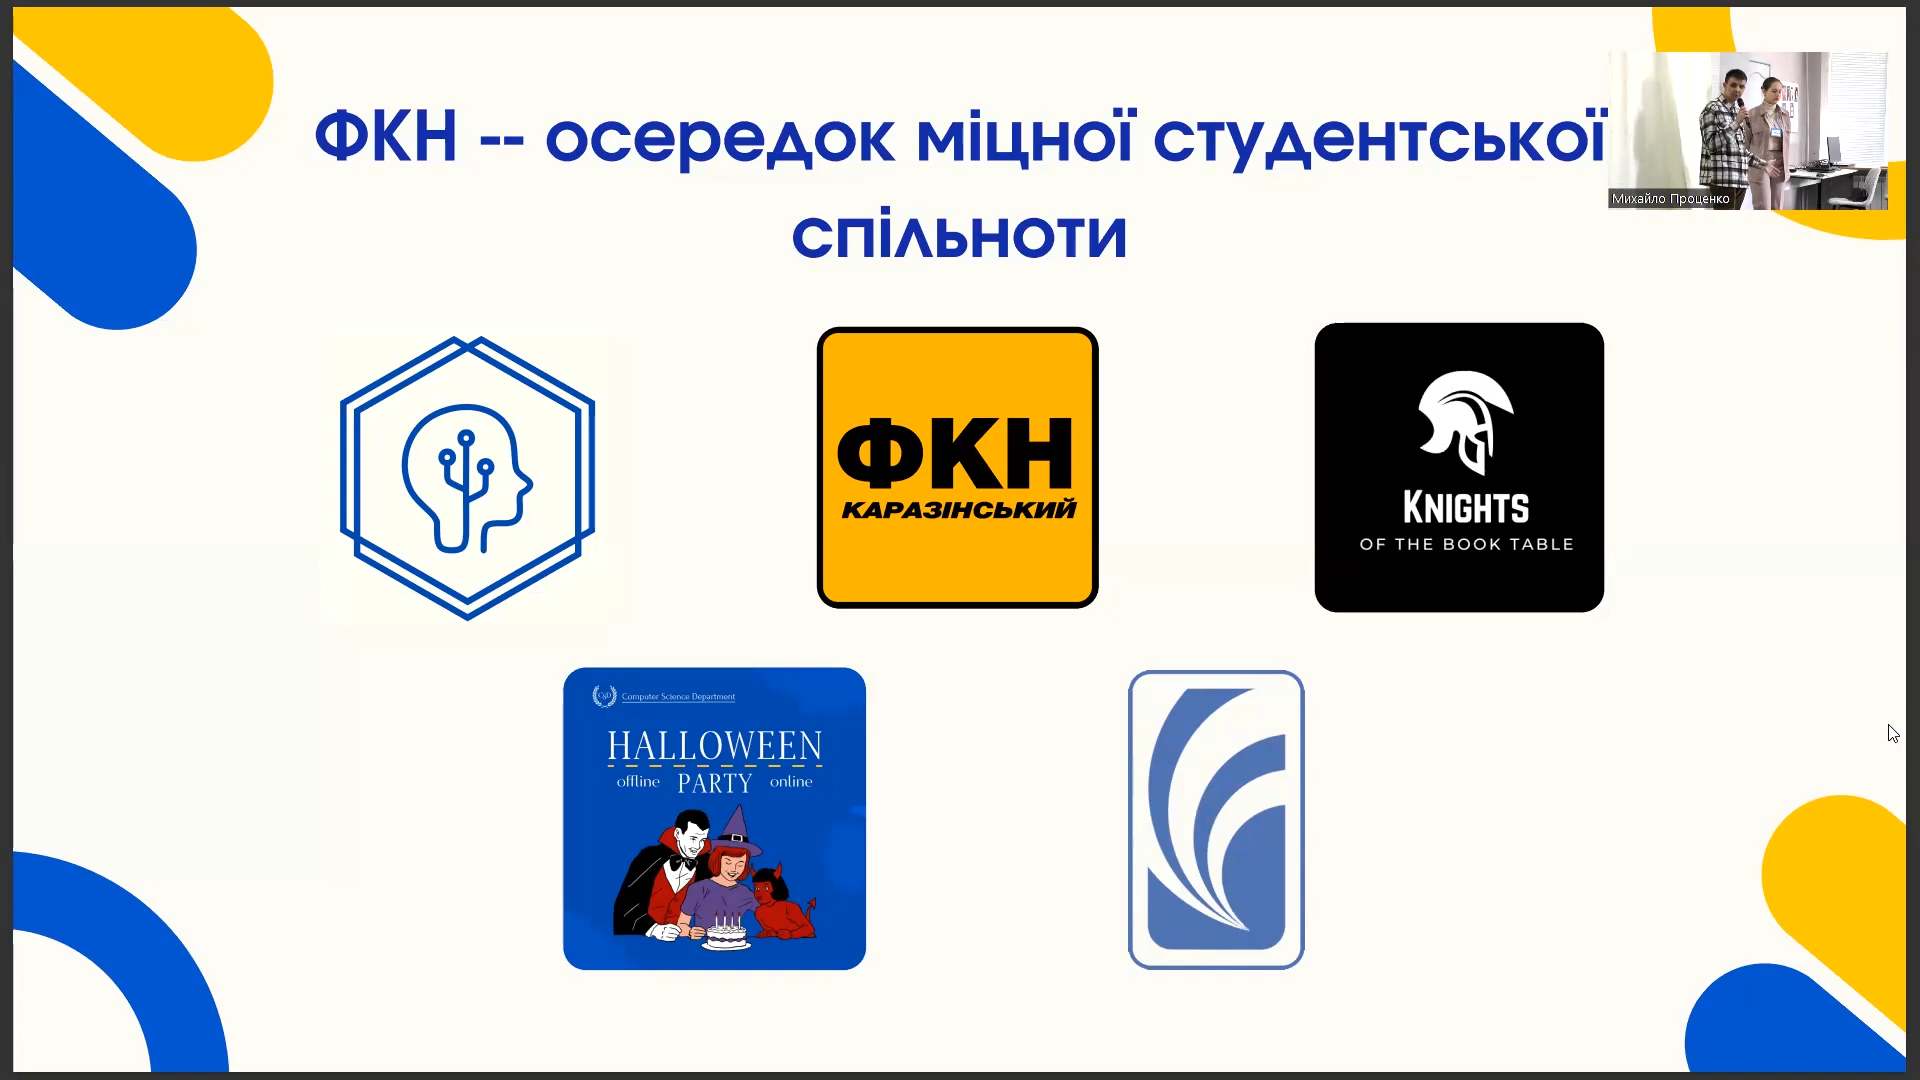 ФКН -- осередок міцної студентської
спільноти
Михайло Проценко
ФКН
КАРАЗІНСЬКИЙ
KNIGHTS
OF THE BOOK TABLE
CSD
Computer Science Department
HALLOWEEN
offline PARTY online